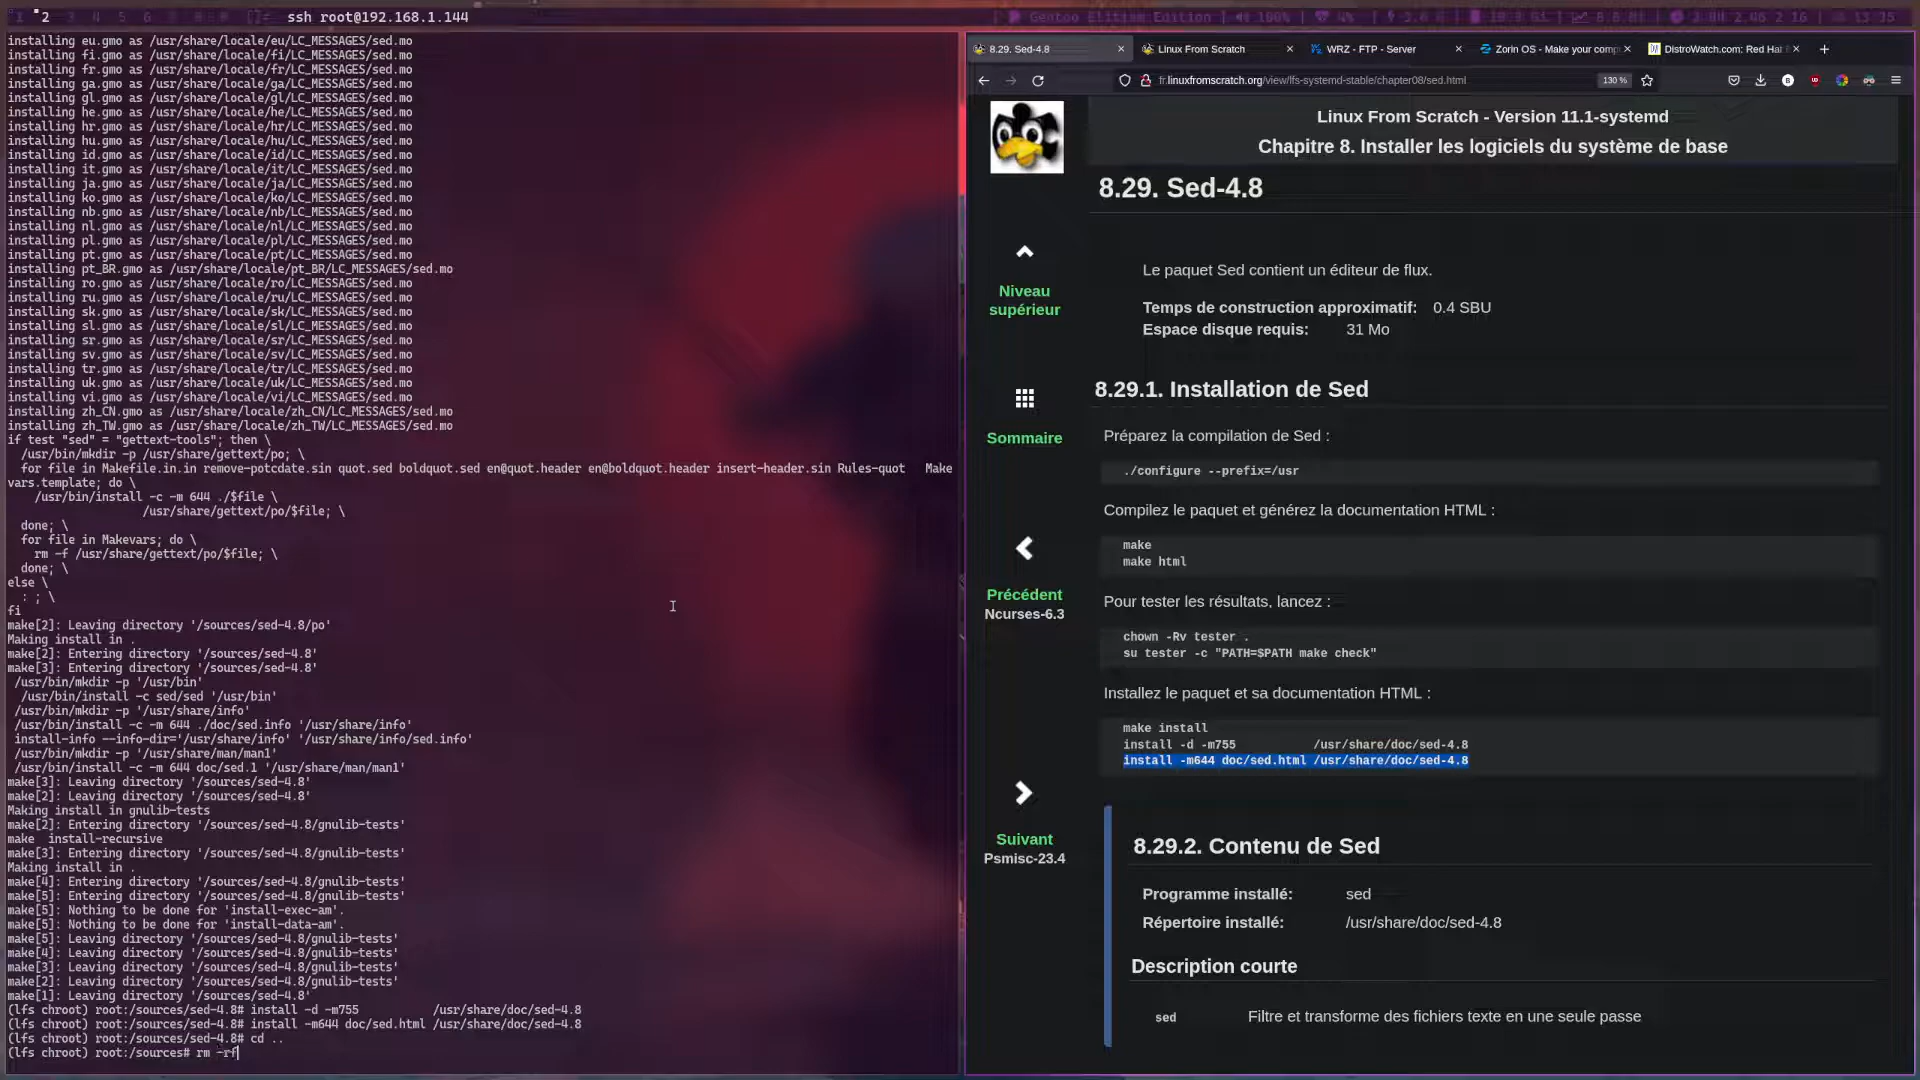 1 2 3 4 5 6 ssh root@192.168.1.144
Gentoo Elitism Edition
13 35
installing eu.gmo as /usr/share/locale/eu/LC_MESSAGES/sed.mo
installing fi.gmo as /usr/share/locale/fi/LC_MESSAGES/sed.mo
installing fr.gmo as /usr/share/locale/fr/LC_MESSAGES/sed.mo
installing ga.gmo as /usr/share/locale/ga/LC_MESSAGES/sed.mo
installing gl.gmo as /usr/share/locale/gl/LC_MESSAGES/sed.mo
installing he.gmo as /usr/share/locale/he/LC_MESSAGES/sed.mo
installing hr.gmo as /usr/share/locale/hr/LC_MESSAGES/sed.mo
installing hu.gmo as /usr/share/locale/hu/LC_MESSAGES/sed.mo
installing id.gmo as /usr/share/locale/id/LC_MESSAGES/sed.mo
installing it.gmo as /usr/share/locale/it/LC_MESSAGES/sed.mo
installing ja.gmo as /usr/share/locale/ja/LC_MESSAGES/sed.mo
installing ko.gmo as /usr/share/locale/ko/LC_MESSAGES/sed.mo
installing nb.gmo as /usr/share/locale/nb/LC_MESSAGES/sed.mo
installing nl.gmo as /usr/share/locale/nl/LC_MESSAGES/sed.mo
installing pl.gmo as /usr/share/locale/pl/LC_MESSAGES/sed.mo
installing pt.gmo as /usr/share/locale/pt/LC_MESSAGES/sed.mo
installing pt_BR.gmo as /usr/share/locale/pt_BR/LC_MESSAGES/sed.mo
installing ro.gmo as /usr/share/locale/ro/LC_MESSAGES/sed.mo
installing ru.gmo as /usr/share/locale/ru/LC_MESSAGES/sed.mo
installing sk.gmo as /usr/share/locale/sk/LC_MESSAGES/sed.mo
installing sl.gmo as /usr/share/locale/sl/LC_MESSAGES/sed.mo
installing sr.gmo as /usr/share/locale/sr/LC_MESSAGES/sed.mo
installing sv.gmo as /usr/share/locale/sv/LC_MESSAGES/sed.mo
installing tr.gmo as /usr/share/locale/tr/LC_MESSAGES/sed.mo
installing uk.gmo as /usr/share/locale/uk/LC_MESSAGES/sed.mo
installing vi.gmo as /usr/share/locale/vi/LC_MESSAGES/sed.mo
installing zh_CN.gmo as /usr/share/locale/zh_CN/LC_MESSAGES/sed.mo
installing zh_TW.gmo as /usr/share/locale/zh_TW/LC_MESSAGES/sed.mo
if test "sed" = "gettext-tools"; then \
/usr/bin/mkdir -p /usr/share/gettext/po; \
for file in Makefile.in.in remove-potcdate.sin quot.sed boldquot.sed en@quot.header en@boldquot.header insert-header.sin Rules-quot Make
vars.template; do \
/usr/bin/install -c -m 644 ./$file \
/usr/share/gettext/po/$file; \
done; \
for file in Makevars; do \
rm -f /usr/share/gettext/po/$file; \
done; \
else \
: ; \
fi
make[2]: Leaving directory '/sources/sed-4.8/po'
Making install in .
make[2]: Entering directory '/sources/sed-4.8'
make[3]: Entering directory '/sources/sed-4.8'
/usr/bin/mkdir -p '/usr/bin'
/usr/bin/install -c sed/sed '/usr/bin'
/usr/bin/mkdir -p '/usr/share/info'
/usr/bin/install -c -m 644 ./doc/sed.info '/usr/share/info'
install-info --info-dir='/usr/share/info' '/usr/share/info/sed.info'
/usr/bin/mkdir -p '/usr/share/man/man1'
/usr/bin/install -c -m 644 doc/sed.1 '/usr/share/man/man1'
make[3]: Leaving directory '/sources/sed-4.8'
make[2]: Leaving directory '/sources/sed-4.8'
Making install in gnulib-tests
make[2]: Entering directory '/sources/sed-4.8/gnulib-tests'
make install-recursive
make[3]: Entering directory '/sources/sed-4.8/gnulib-tests'
Making install in .
make[4]: Entering directory '/sources/sed-4.8/gnulib-tests'
make[5]: Entering directory '/sources/sed-4.8/gnulib-tests'
make[5]: Nothing to be done for 'install-exec-am'.
make[5]: Nothing to be done for 'install-data-am'.
make[5]: Leaving directory '/sources/sed-4.8/gnulib-tests'
make[4]: Leaving directory '/sources/sed-4.8/gnulib-tests'
make[3]: Leaving directory '/sources/sed-4.8/gnulib-tests'
make[2]: Leaving directory '/sources/sed-4.8/gnulib-tests'
make[1]: Leaving directory '/sources/sed-4.8'
(lfs chroot) root:/sources/sed-4.8# install -d -m755 /usr/share/doc/sed-4.8
(lfs chroot) root:/sources/sed-4.8# install -m644 doc/sed.html /usr/share/doc/sed-4.8
(lfs chroot) root:/sources/sed-4.8# cd ..
(lfs chroot) root:/sources# rm -rf
8.29. Sed-4.8
Linux From Scratch
WRZ - FTP - Server
Zorin OS - Make your comp
DistroWatch.com: Red Hat
fr.linuxfromscratch.org/view/lfs-systemd-stable/chapter08/sed.html
130 %
Linux From Scratch - Version 11.1-systemd
Chapitre 8. Installer les logiciels du système de base
8.29. Sed-4.8
Niveau
supérieur
Sommaire
Précédent
Ncurses-6.3
Suivant
Psmisc-23.4
Le paquet Sed contient un éditeur de flux.
Temps de construction approximatif: 0.4 SBU
Espace disque requis: 31 Mo
8.29.1. Installation de Sed
Préparez la compilation de Sed :
./configure --prefix=/usr
Compilez le paquet et générez la documentation HTML :
make
make html
Pour tester les résultats, lancez :
chown -Rv tester .
su tester -c "PATH=$PATH make check"
Installez le paquet et sa documentation HTML :
make install
install -d -m755 /usr/share/doc/sed-4.8
install -m644 doc/sed.html /usr/share/doc/sed-4.8
8.29.2. Contenu de Sed
Programme installé: sed
Répertoire installé: /usr/share/doc/sed-4.8
Description courte
sed Filtre et transforme des fichiers texte en une seule passe